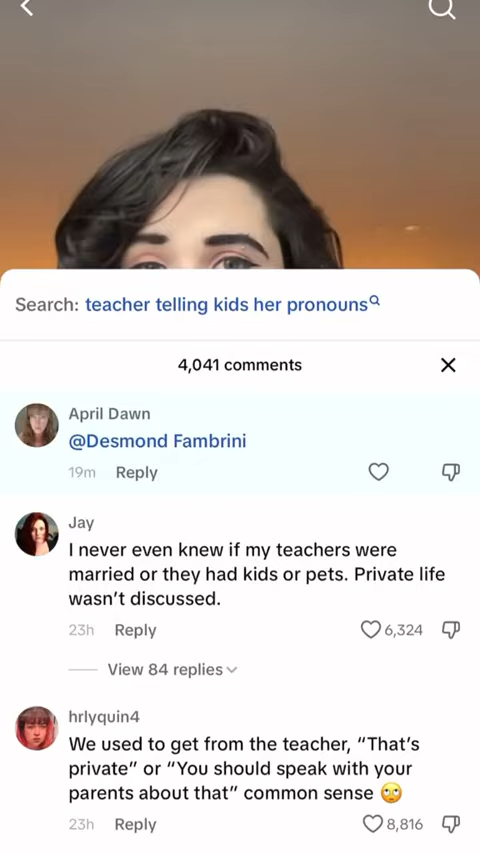 Search: teacher telling kids her pronouns
4,041 comments
April Dawn
@Desmond Fambrini
19m Reply
Jay
I never even knew if my teachers were
married or they had kids or pets. Private life
wasn’t discussed.
23h Reply 6,324
View 84 replies
hrlyquin4
We used to get from the teacher, “That’s
private” or “You should speak with your
parents about that” common sense 🙄
23h Reply 8,816